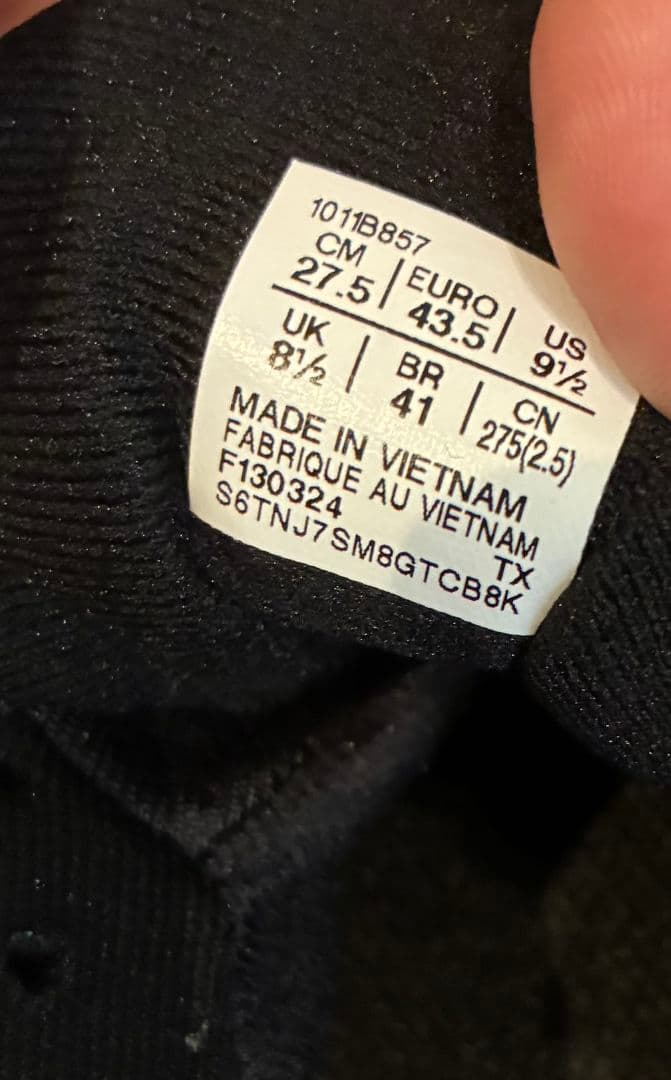 1011B857
CM | EURO | US
27.5 | 43.5 | 9½
UK | BR | CN
8½ | 41 | 275(2.5)
MADE IN VIETNAM
FABRIQUE AU VIETNAM
F130324 TX
S6TNJ7SM8GTCB8K